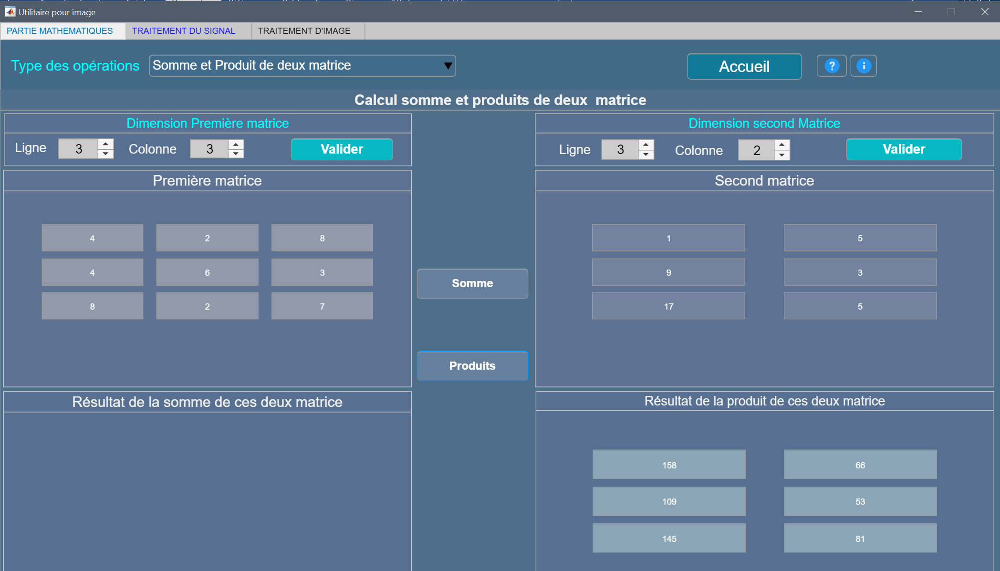 Utilitaire pour image
PARTIE MATHEMATIQUES TRAITEMENT DU SIGNAL TRAITEMENT D'IMAGE
Type des opérations Somme et Produit de deux matrice Accueil ? i
Calcul somme et produits de deux matrice
Dimension Première matrice
Ligne 3 Colonne 3 Valider
Dimension second Matrice
Ligne 3 Colonne 2 Valider
Première matrice
4 2 8
4 6 3
8 2 7
Somme
Produits
Second matrice
1 5
9 3
17 5
Résultat de la somme de ces deux matrice
Résultat de la produit de ces deux matrice
158 66
109 53
145 81